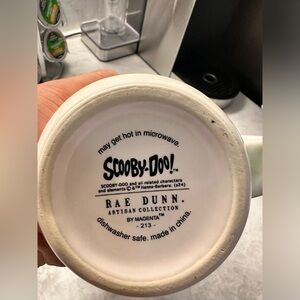 may get hot in microwave.
SCOOBY-DOO!™
SCOOBY-DOO and all related characters
and elements © & ™ Hanna-Barbera. (s24)
RAE DUNN.
ARTISAN COLLECTION
BY MAGENTA™
- 213 -
dishwasher safe. made in china.